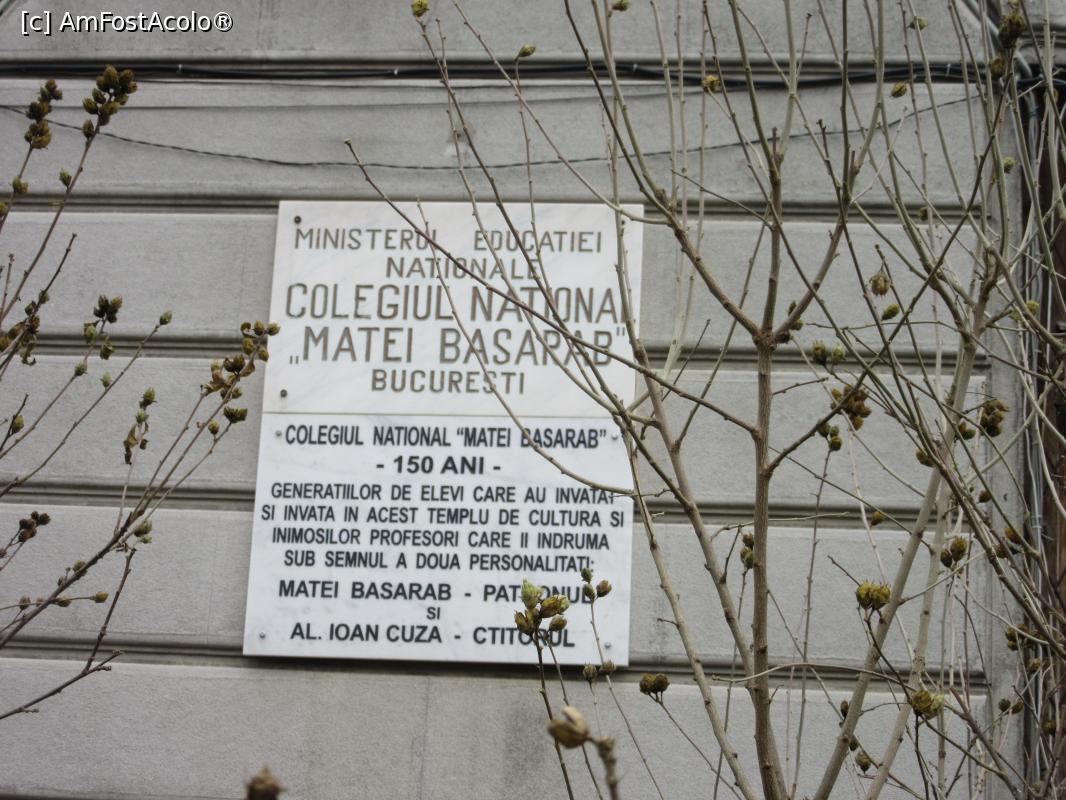 [c] AmFostAcolo®
MINISTERUL EDUCATIEI
NATIONALE
COLEGIUL NATIONAL
„MATEI BASARAB"
BUCURESTI
COLEGIUL NATIONAL "MATEI BASARAB"
- 150 ANI -
GENERATIILOR DE ELEVI CARE AU INVATAT
SI INVATA IN ACEST TEMPLU DE CULTURA SI
INIMOSILOR PROFESORI CARE II INDRUMA
SUB SEMNUL A DOUA PERSONALITATI:
MATEI BASARAB - PATRONUL
SI
AL. IOAN CUZA - CTITORUL